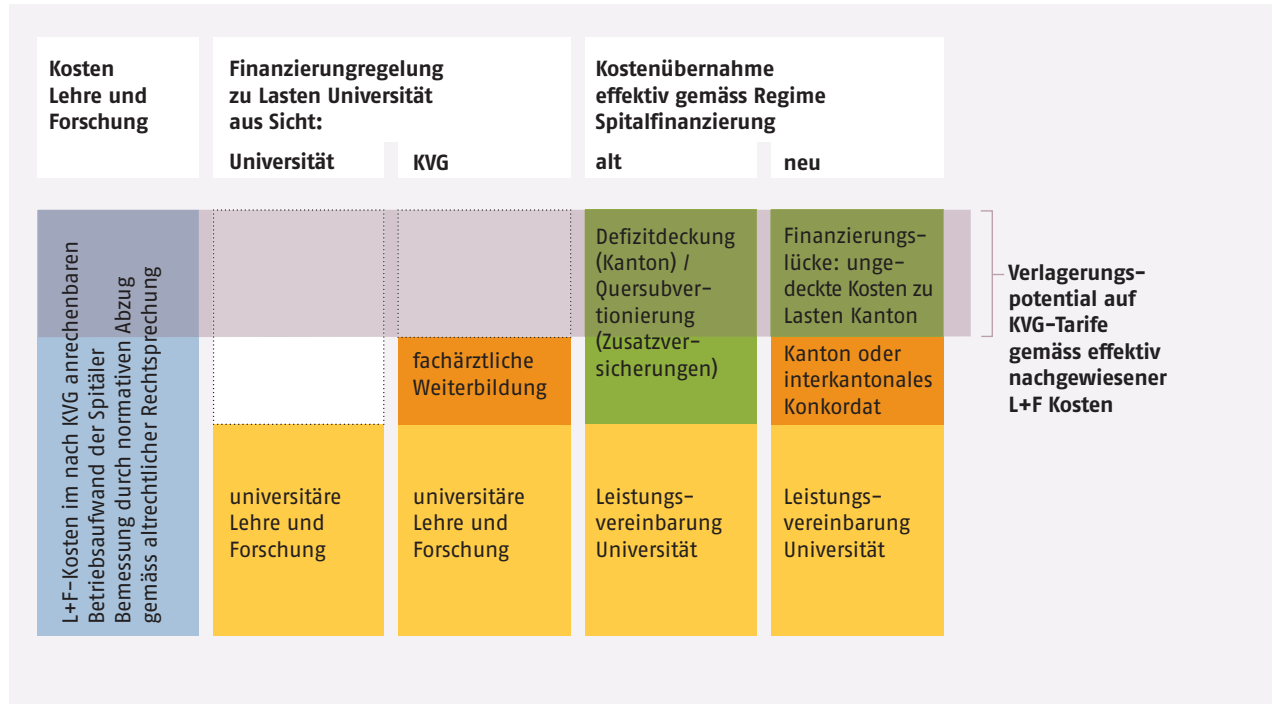 Kosten
Lehre und
Forschung
Finanzierungregelung
zu Lasten Universität
aus Sicht:
Universität
KVG
Kostenübernahme
effektiv gemäss Regime
Spitalfinanzierung
alt
neu
L+F-Kosten im nach KVG anrechenbaren
Betriebsaufwand der Spitäler
Bemessung durch normativen Abzug
gemäss altrechtlicher Rechtsprechung
universitäre
Lehre und
Forschung
fachärztliche
Weiterbildung
universitäre
Lehre und
Forschung
Defizitdeckung
(Kanton) /
Quersubver-
tionierung
(Zusatzver-
sicherungen)
Leistungs-
vereinbarung
Universität
Finanzierungs-
lücke: unge-
deckte Kosten zu
Lasten Kanton
Kanton oder
interkantonales
Konkordat
Leistungs-
vereinbarung
Universität
Verlagerungs-
potential auf
KVG-Tarife
gemäss effektiv
nachgewiesener
L+F Kosten